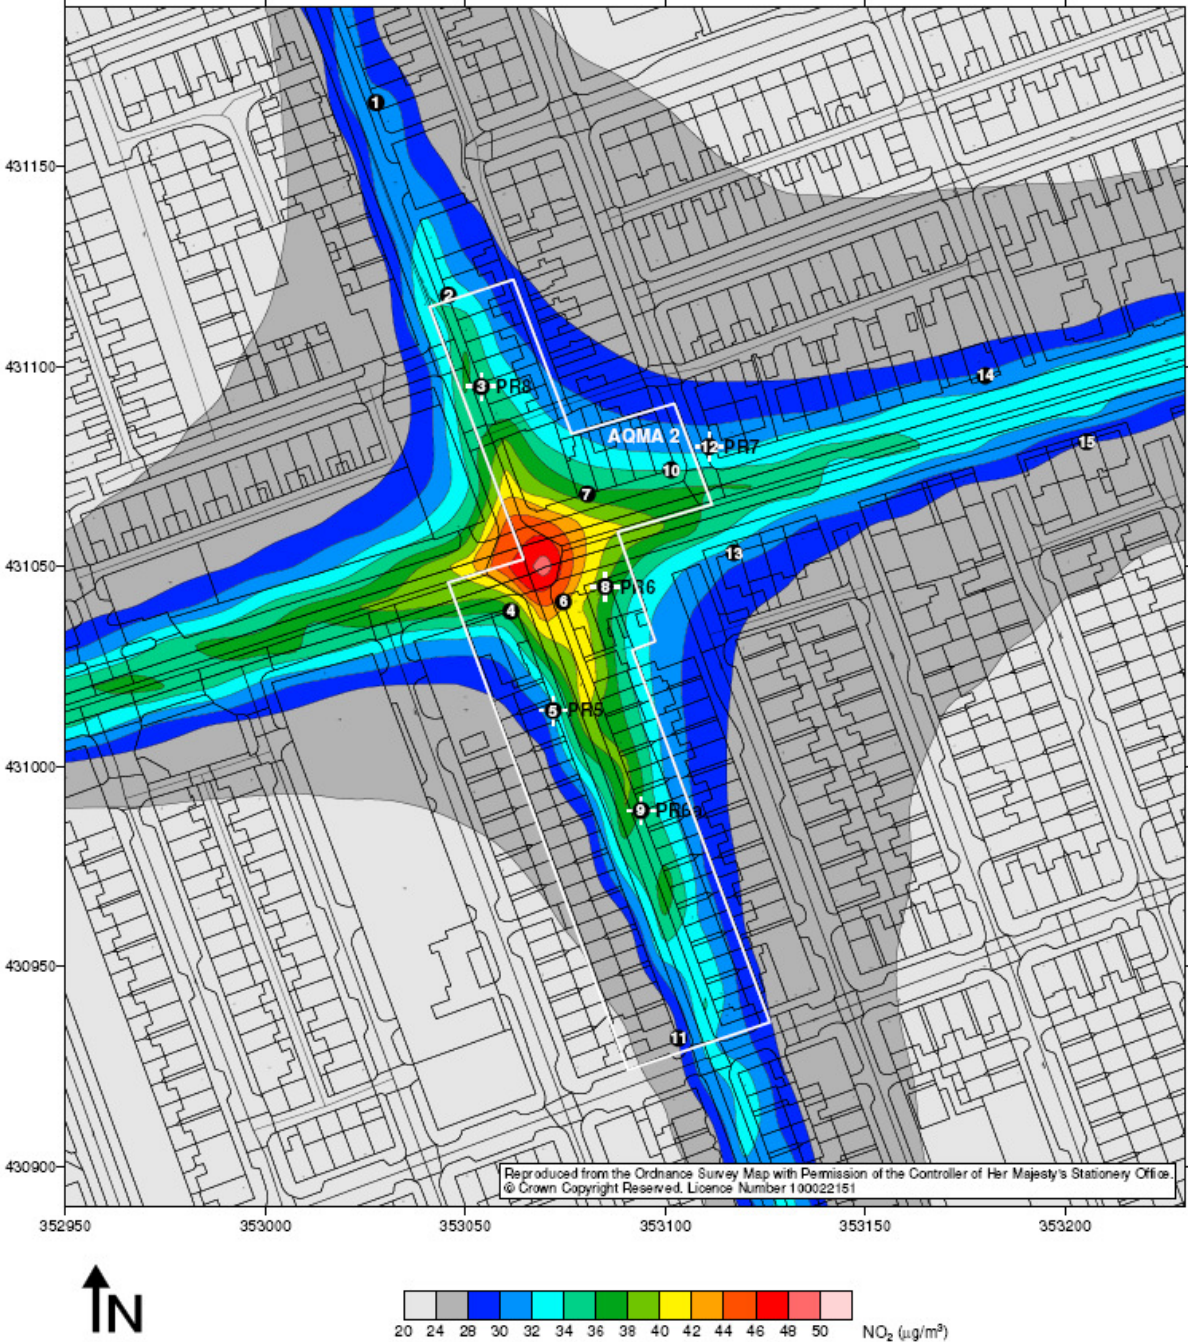 1
431150
2
431100
3 PR8
14
AQMA 2
12 PR7
15
10
7
13
431050
8 PR6
6
4
5 PR5
431000
9 PR6a
430950
11
430900
Reproduced from the Ordnance Survey Map with Permission of the Controller of Her Majesty's Stationery Office.
© Crown Copyright Reserved. Licence Number 100022151
352950 353000 353050 353100 353150 353200
N
20 24 28 30 32 34 36 38 40 42 44 46 48 50 NO₂ (µg/m³)